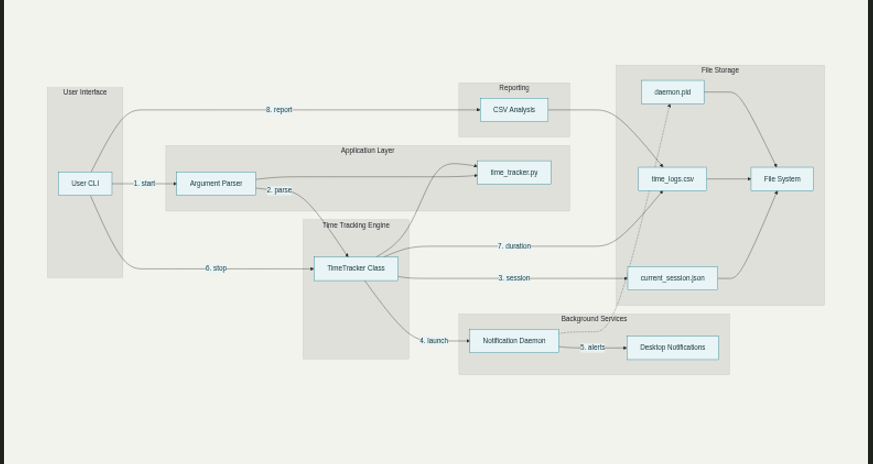 File Storage
Reporting
User Interface
daemon.pid
8. report
CSV Analysis
Application Layer
time_tracker.py
User CLI
1. start
Argument Parser
2. parse
time_logs.csv
File System
Time Tracking Engine
7. duration
6. stop
TimeTracker Class
3. session
current_session.json
Background Services
4. launch
Notification Daemon
5. alerts
Desktop Notifications